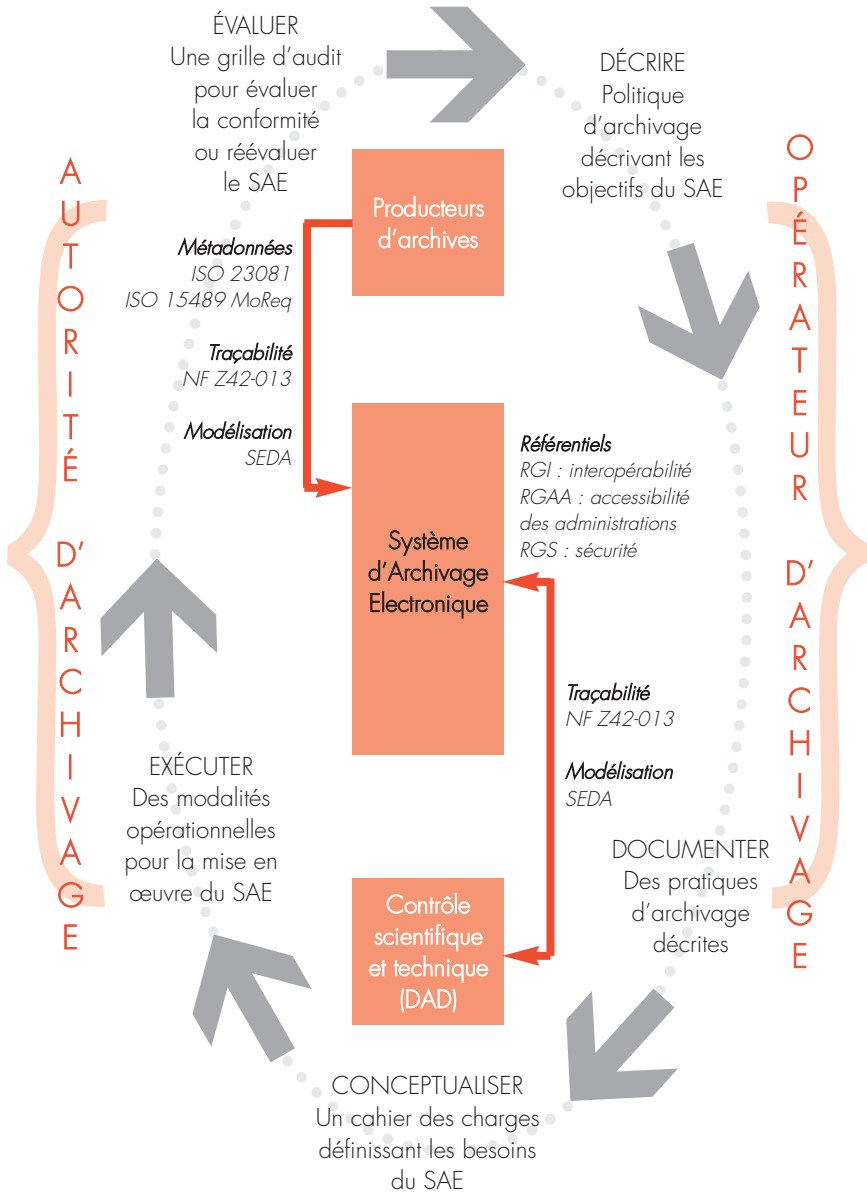 ÉVALUER
Une grille d’audit
pour évaluer
la conformité
ou réévaluer
le SAE
DÉCRIRE
Politique
d’archivage
décrivant les
objectifs du SAE
AUTORITÉ D’ARCHIVAGE
Producteurs
d’archives
OPÉRATEUR D’ARCHIVAGE
Métadonnées
ISO 23081
ISO 15489 MoReq
Traçabilité
NF Z42-013
Modélisation
SEDA
Référentiels
RGI : interopérabilité
RGAA : accessibilité
des administrations
RGS : sécurité
Système
d’Archivage
Electronique
Traçabilité
NF Z42-013
Modélisation
SEDA
EXÉCUTER
Des modalités
opérationnelles
pour la mise en
œuvre du SAE
DOCUMENTER
Des pratiques
d’archivage
décrites
Contrôle
scientifique
et technique
(DAD)
CONCEPTUALISER
Un cahier des charges
définissant les besoins
du SAE